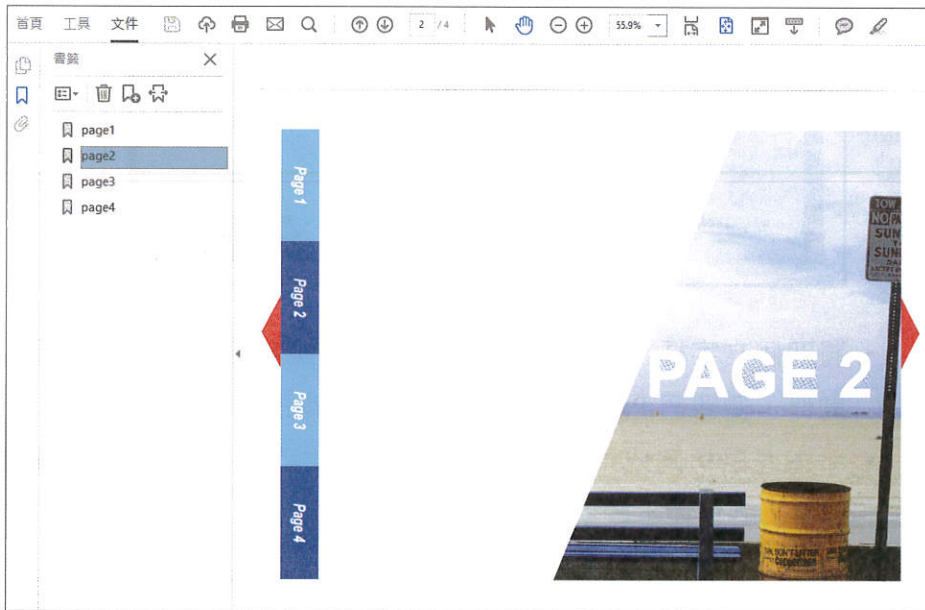 首頁 工具 文件 2 / 4 55.9%
書籤
page1
page2
page3
page4
Page 1
Page 2
Page 3
Page 4
PAGE 2
TOW
NO
SUN
SUN